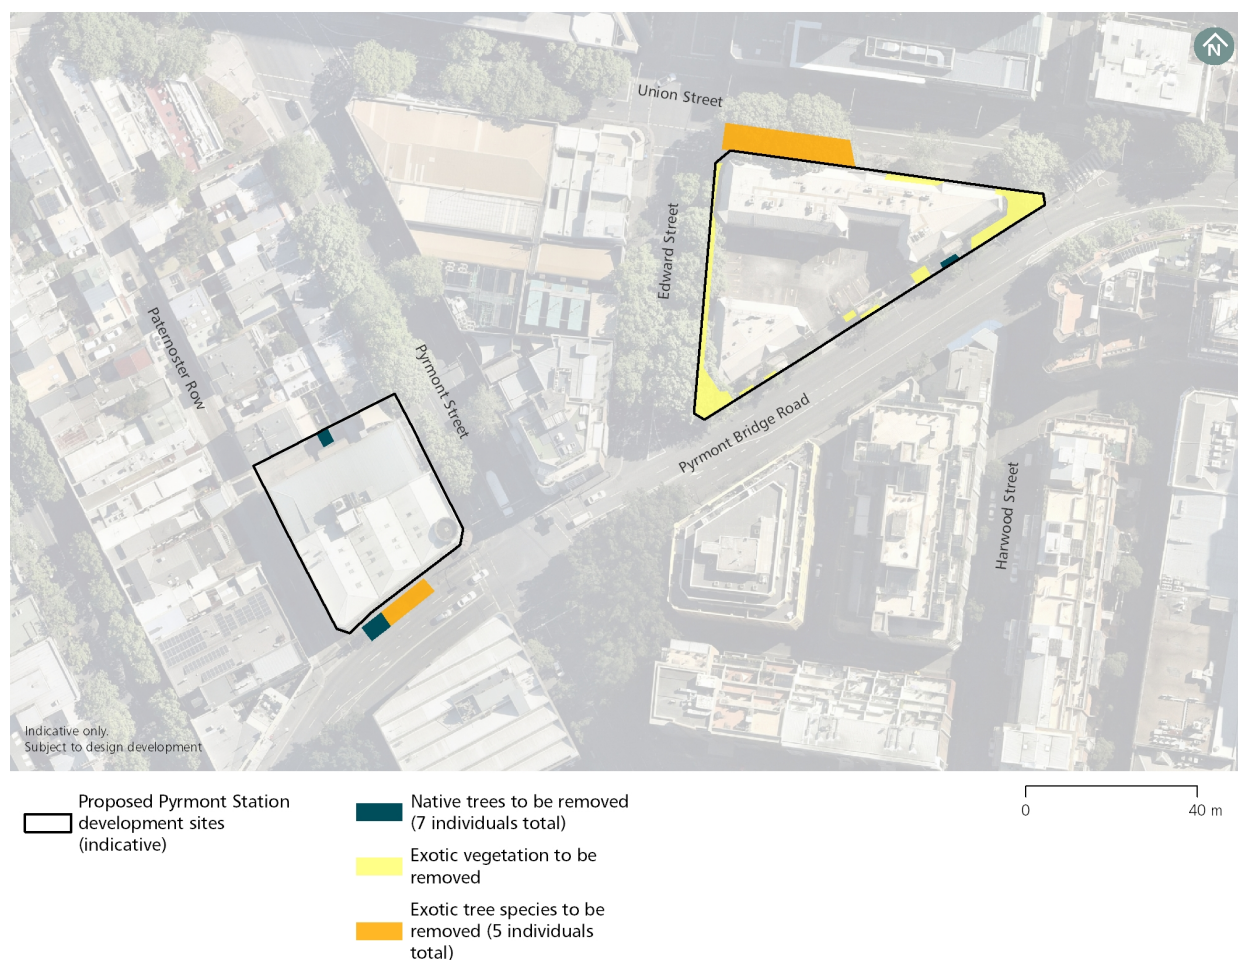 N
Union Street
Edward Street
Paternoster Row
Pyrmont Street
Pyrmont Bridge Road
Harwood Street
Indicative only.
Subject to design development
Proposed Pyrmont Station
development sites
(indicative)
Native trees to be removed
(7 individuals total)
Exotic vegetation to be
removed
Exotic tree species to be
removed (5 individuals
total)
0 40 m